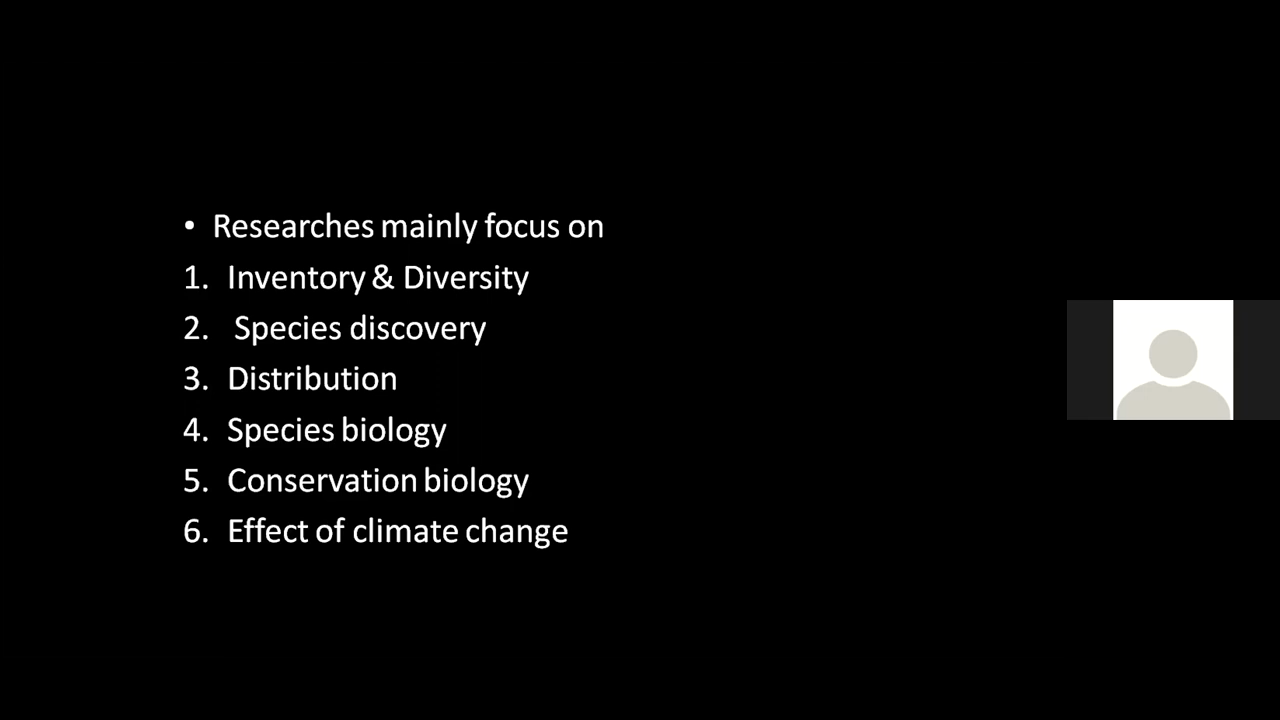 • Researches mainly focus on
1. Inventory & Diversity
2. Species discovery
3. Distribution
4. Species biology
5. Conservation biology
6. Effect of climate change